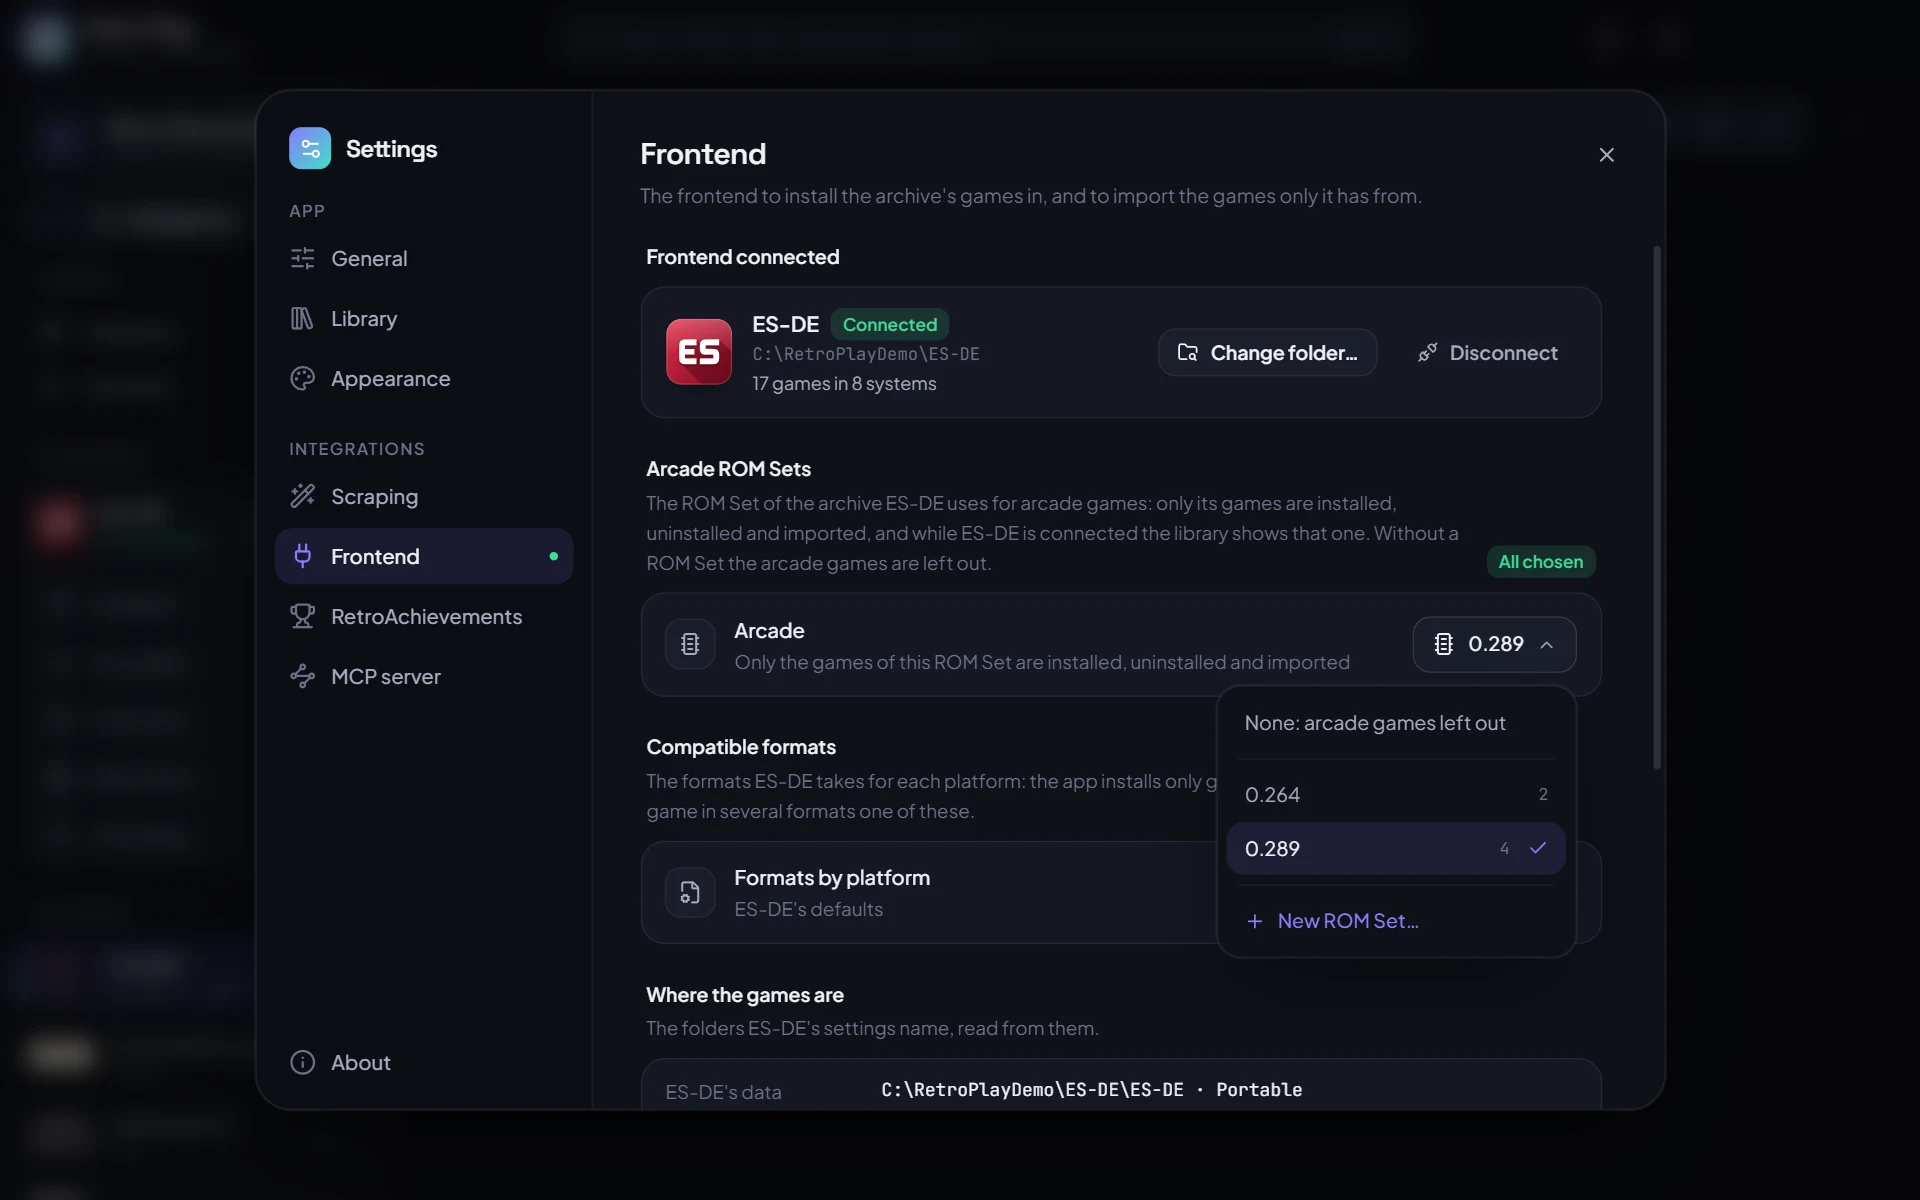 Settings
APP
General
Library
Appearance
INTEGRATIONS
Scraping
Frontend
RetroAchievements
MCP server
About
Frontend
The frontend to install the archive's games in, and to import the games only it has from.
Frontend connected
ES
ES-DE Connected
C:\RetroPlayDemo\ES-DE
17 games in 8 systems
Change folder...
Disconnect
Arcade ROM Sets
The ROM Set of the archive ES-DE uses for arcade games: only its games are installed,
uninstalled and imported, and while ES-DE is connected the library shows that one. Without a
ROM Set the arcade games are left out.
All chosen
Arcade
Only the games of this ROM Set are installed, uninstalled and imported
0.289
None: arcade games left out
0.264 2
0.289 4
+ New ROM Set...
Compatible formats
The formats ES-DE takes for each platform: the app installs only
game in several formats one of these.
Formats by platform
ES-DE's defaults
Where the games are
The folders ES-DE's settings name, read from them.
ES-DE's data C:\RetroPlayDemo\ES-DE\ES-DE · Portable